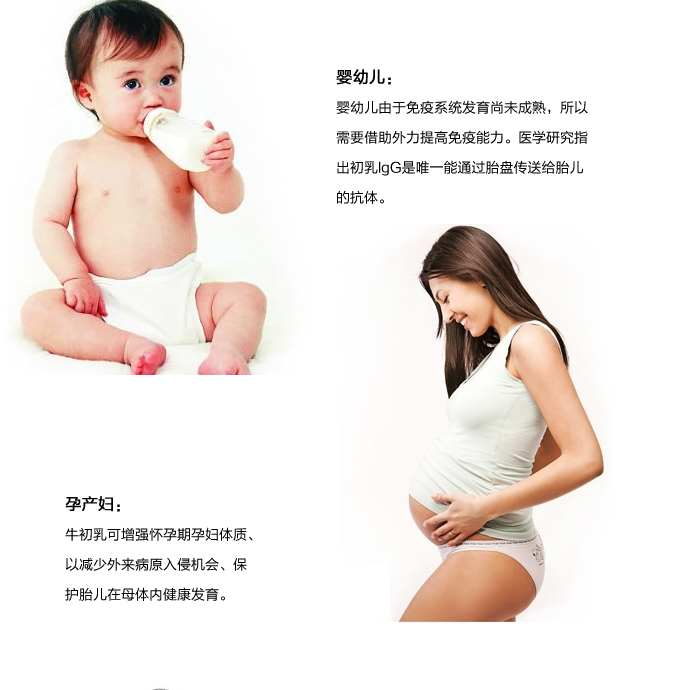 婴幼儿：
婴幼儿由于免疫系统发育尚未成熟，所以
需要借助外力提高免疫能力。医学研究指
出初乳IgG是唯一能通过胎盘传送给胎儿
的抗体。
孕产妇：
牛初乳可增强怀孕期孕妇体质、
以减少外来病原入侵机会、保
护胎儿在母体内健康发育。